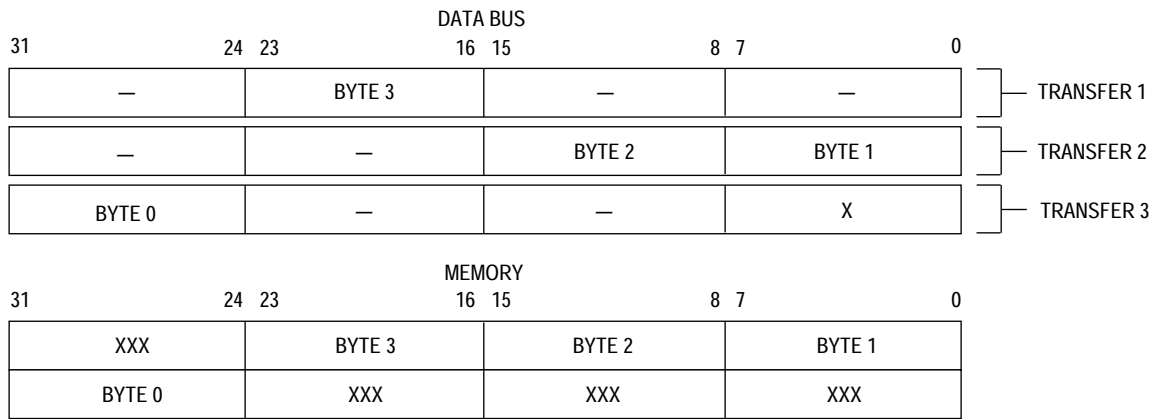 DATA BUS
31 24 23 16 15 8 7 0
— BYTE 3 — — TRANSFER 1
— — BYTE 2 BYTE 1 TRANSFER 2
BYTE 0 — — X TRANSFER 3
MEMORY
31 24 23 16 15 8 7 0
XXX BYTE 3 BYTE 2 BYTE 1
BYTE 0 XXX XXX XXX